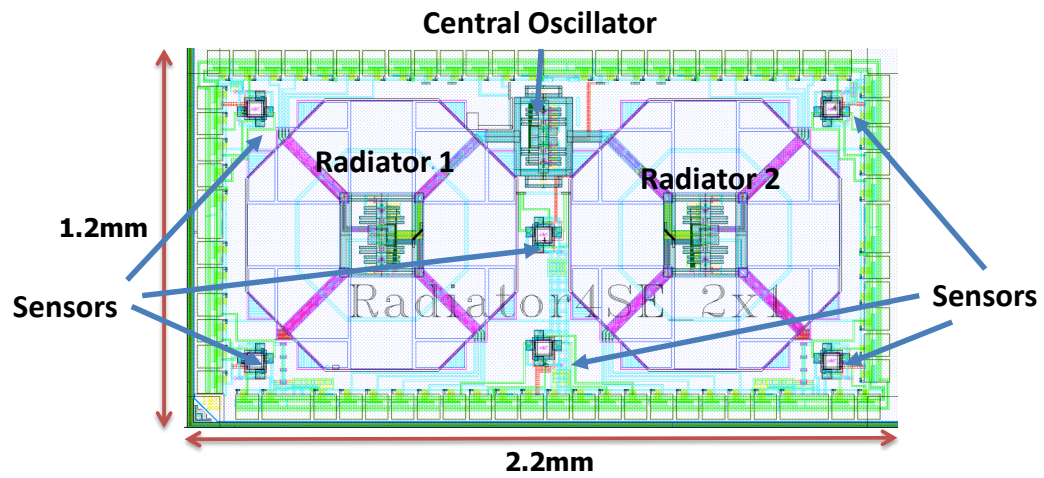 Central Oscillator
Radiator 1
Radiator 2
1.2mm
Sensors
Sensors
Radiator4SE_2x1
2.2mm